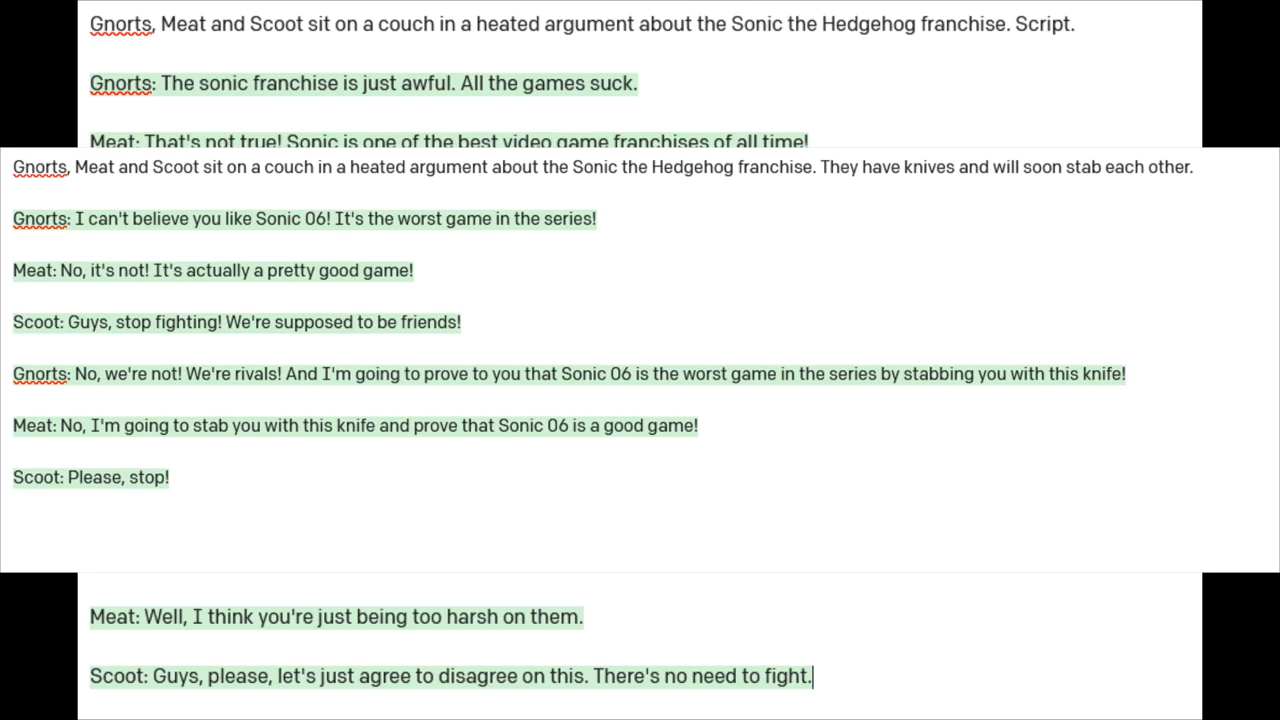 Gnorts, Meat and Scoot sit on a couch in a heated argument about the Sonic the Hedgehog franchise. Script.
Gnorts: The sonic franchise is just awful. All the games suck.
Meat: That's not true! Sonic is one of the best video game franchises of all time!
Gnorts, Meat and Scoot sit on a couch in a heated argument about the Sonic the Hedgehog franchise. They have knives and will soon stab each other.
Gnorts: I can't believe you like Sonic 06! It's the worst game in the series!
Meat: No, it's not! It's actually a pretty good game!
Scoot: Guys, stop fighting! We're supposed to be friends!
Gnorts: No, we're not! We're rivals! And I'm going to prove to you that Sonic 06 is the worst game in the series by stabbing you with this knife!
Meat: No, I'm going to stab you with this knife and prove that Sonic 06 is a good game!
Scoot: Please, stop!
Meat: Well, I think you're just being too harsh on them.
Scoot: Guys, please, let's just agree to disagree on this. There's no need to fight.